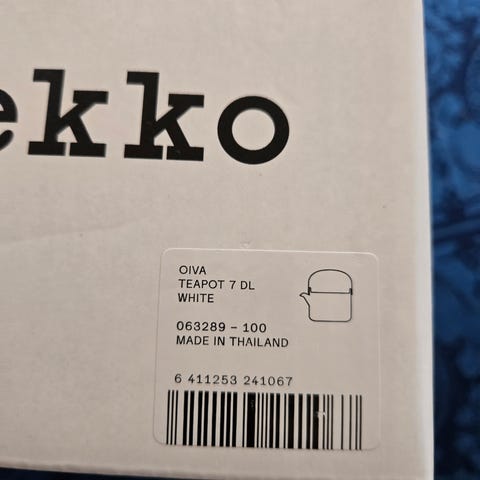 ekko
OIVA
TEAPOT 7 DL
WHITE
063289 - 100
MADE IN THAILAND
6 411253 241067